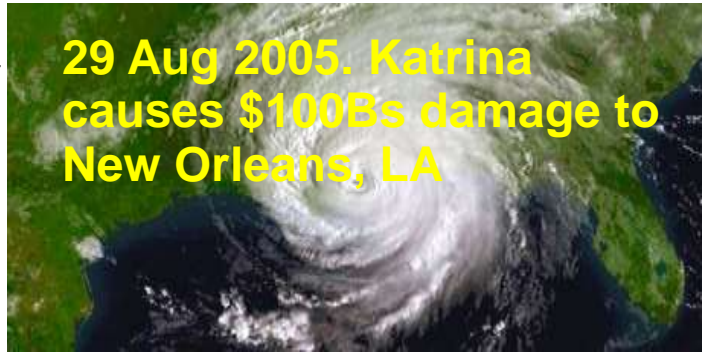 29 Aug 2005. Katrina
causes $100Bs damage to
New Orleans, LA